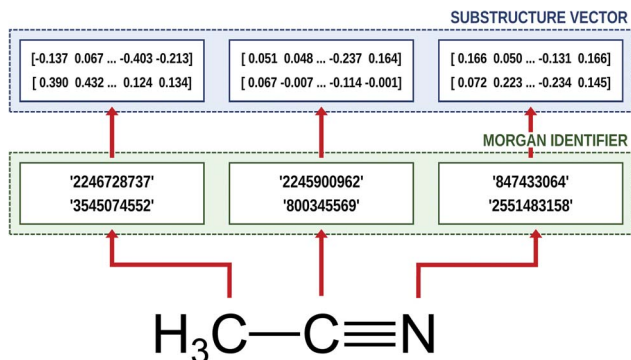 SUBSTRUCTURE VECTOR
[-0.137 0.067 ... -0.403 -0.213]
[ 0.390 0.432 ... 0.124 0.134]
[ 0.051 0.048 ... -0.237 0.164]
[ 0.067 -0.007 ... -0.114 -0.001]
[ 0.166 0.050 ... -0.131 0.166]
[ 0.072 0.223 ... -0.234 0.145]
MORGAN IDENTIFIER
'2246728737'
'3545074552'
'2245900962'
'800345569'
'847433064'
'2551483158'
H₃C—C≡N